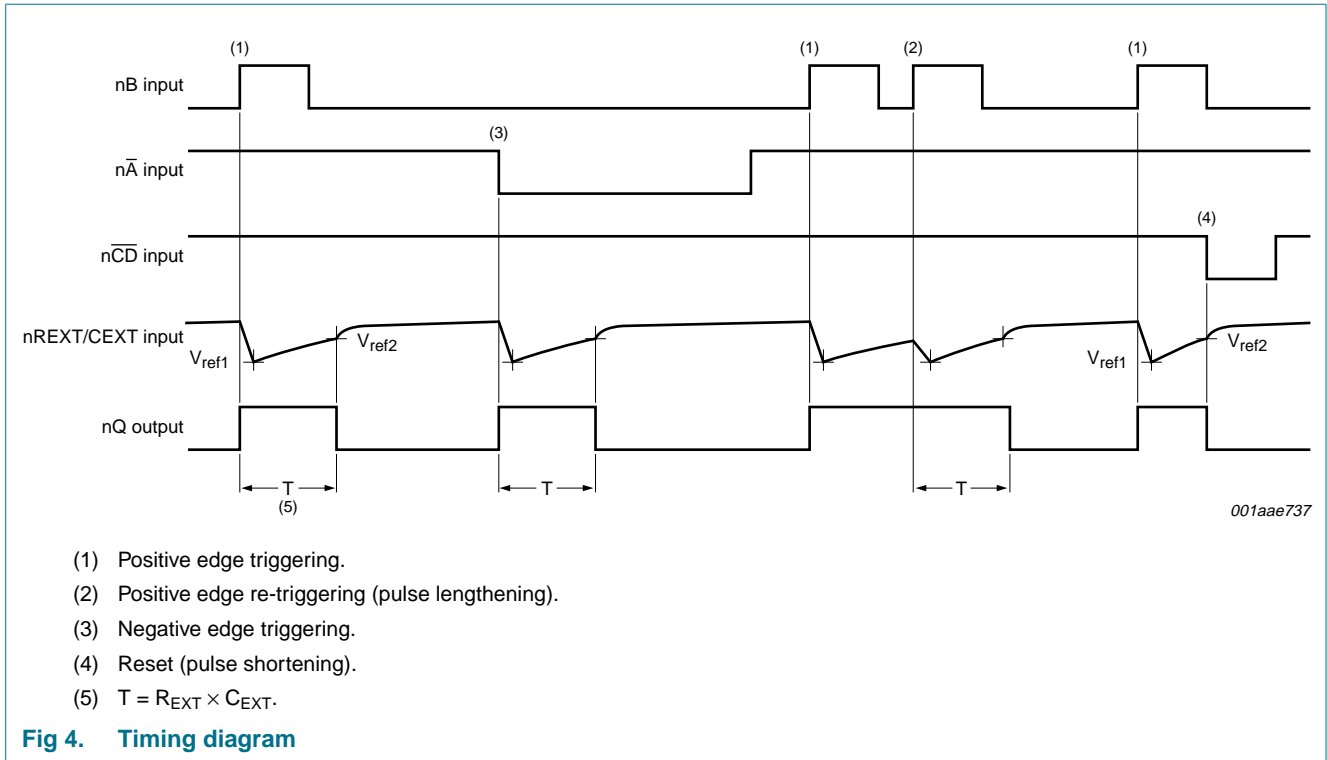 (1) (1) (2) (1)
nB input
(3)
nA̅ input
(4)
nC̅D̅ input
nREXT/CEXT input
Vref1 Vref2 Vref1 Vref2
nQ output
T T T
(5)
001aae737
(1) Positive edge triggering.
(2) Positive edge re-triggering (pulse lengthening).
(3) Negative edge triggering.
(4) Reset (pulse shortening).
(5) T = REXT × CEXT.
Fig 4. Timing diagram